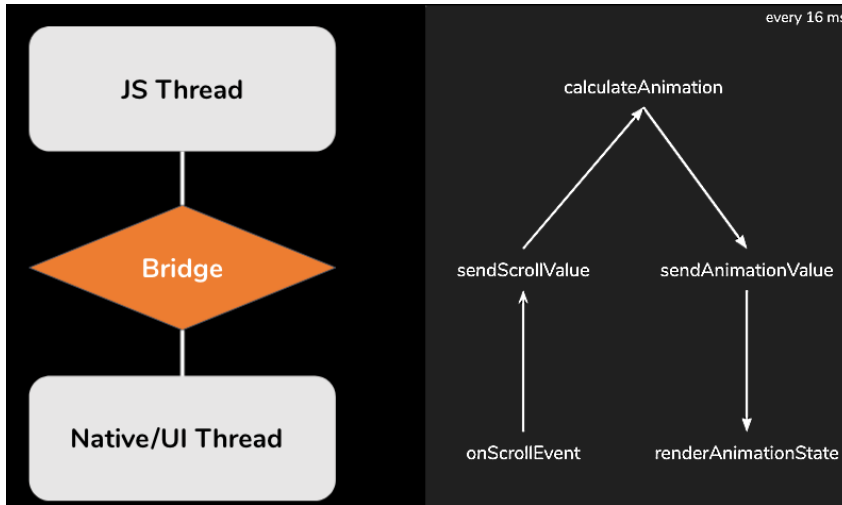 every 16 ms
JS Thread
calculateAnimation
Bridge
sendScrollValue
sendAnimationValue
Native/UI Thread
onScrollEvent
renderAnimationState